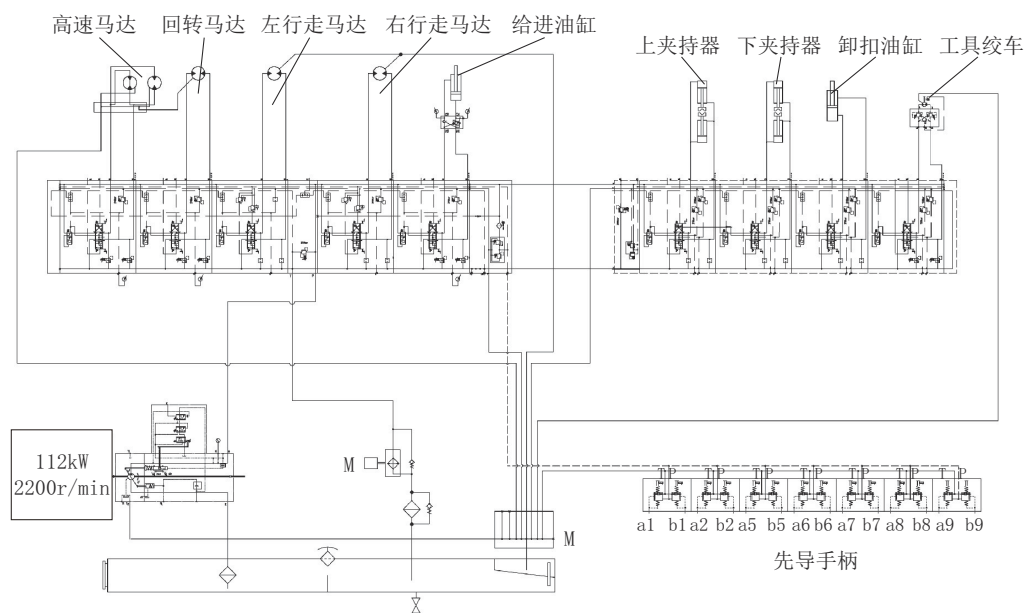 高速马达 回转马达 左行走马达 右行走马达 给进油缸 上夹持器 下夹持器 卸扣油缸 工具绞车
112kW
2200r/min
M
P P P P P P P
a1 b1 a2 b2 a5 b5 a6 b6 a7 b7 a8 b8 a9 b9
M
先导手柄